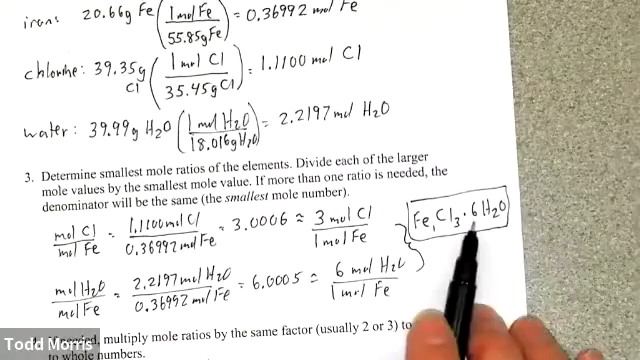 iron: 20.66g Fe (1 mol Fe / 55.85g Fe) = 0.36992 mol Fe
chlorine: 39.35g Cl (1 mol Cl / 35.45g Cl) = 1.1100 mol Cl
water: 39.99g H₂O (1 mol H₂O / 18.016g H₂O) = 2.2197 mol H₂O
3. Determine smallest mole ratios of the elements. Divide each of the larger
mole values by the smallest mole value. If more than one ratio is needed, the
denominator will be the same (the smallest mole number).
mol Cl / mol Fe = 1.1100 mol Cl / 0.36992 mol Fe = 3.0006 ≈ 3 mol Cl / 1 mol Fe
Fe₁Cl₃·6H₂O
mol H₂O / mol Fe = 2.2197 mol H₂O / 0.36992 mol Fe = 6.0005 ≈ 6 mol H₂O / 1 mol Fe
multiply mole ratios by the same factor (usually 2 or 3) to
to whole numbers.
Todd Morris